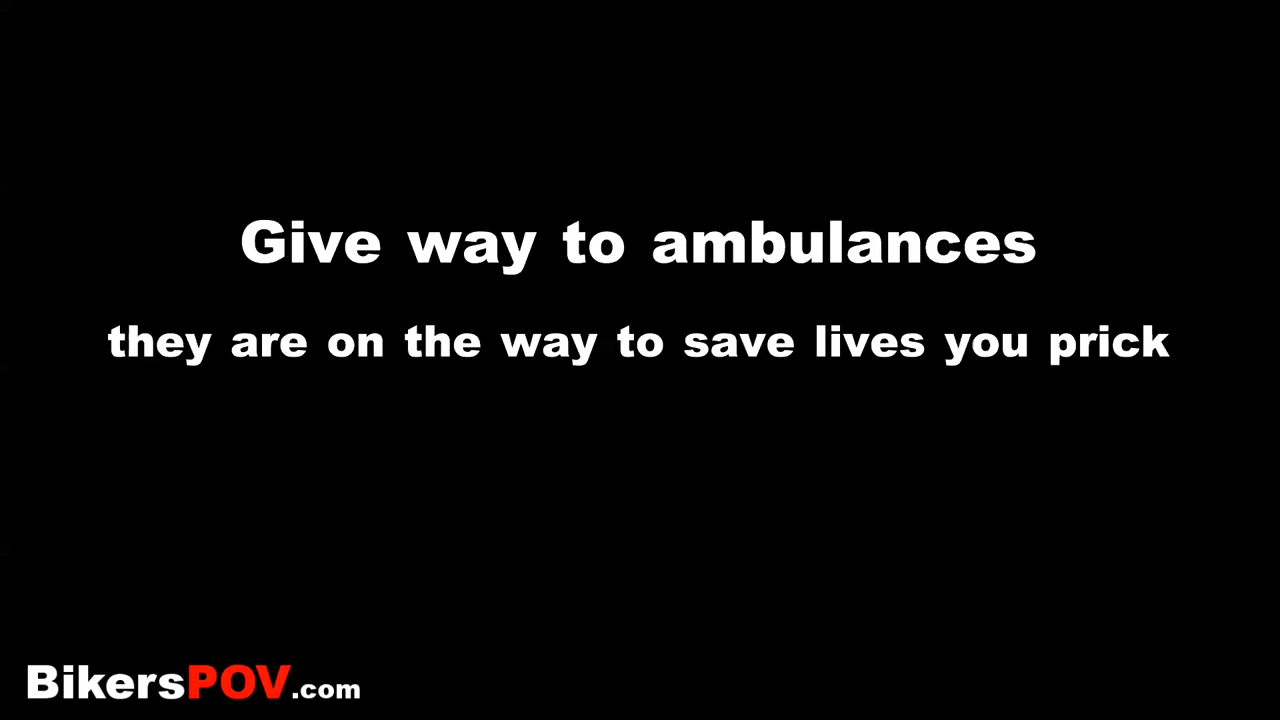 Give way to ambulances
they are on the way to save lives you prick
BikersPOV.com